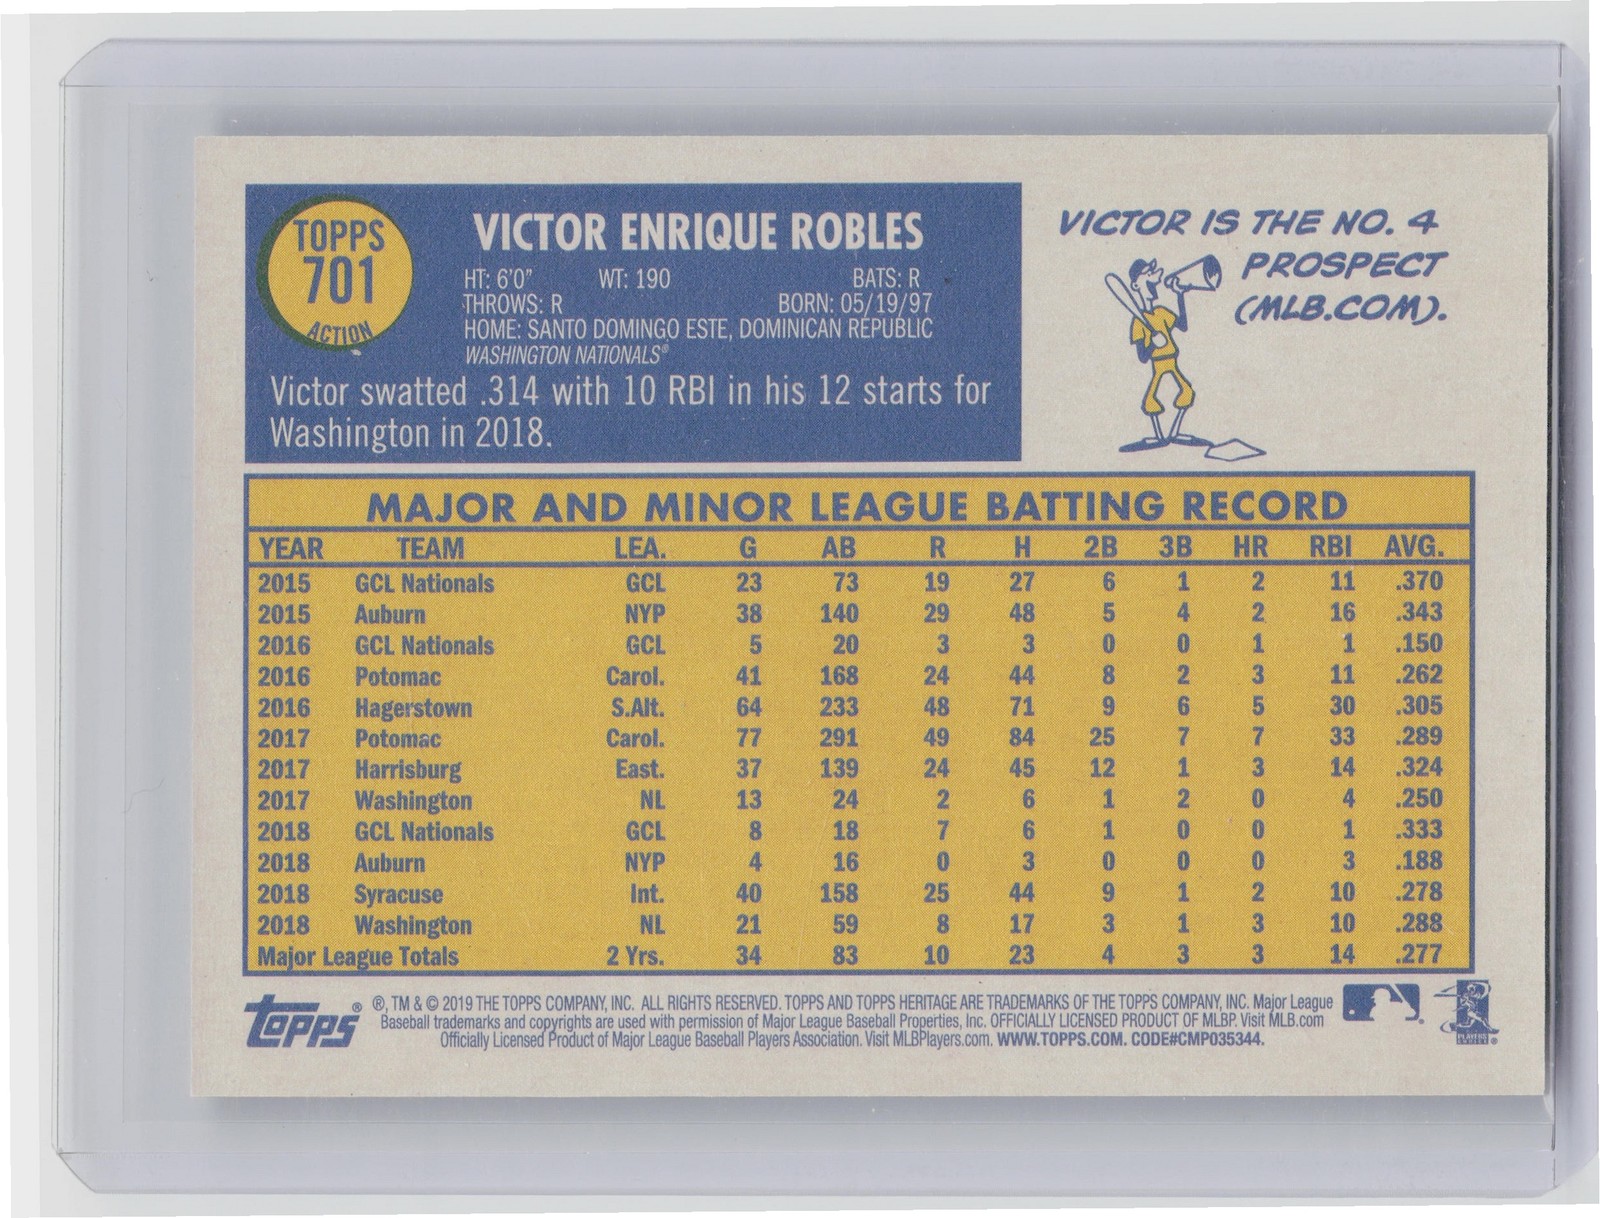 TOPPS
701
ACTION
VICTOR ENRIQUE ROBLES
HT: 6'0" WT: 190 BATS: R
THROWS: R BORN: 05/19/97
HOME: SANTO DOMINGO ESTE, DOMINICAN REPUBLIC
WASHINGTON NATIONALS®
Victor swatted .314 with 10 RBI in his 12 starts for
Washington in 2018.
VICTOR IS THE NO. 4
PROSPECT
(MLB.COM).
MAJOR AND MINOR LEAGUE BATTING RECORD
YEAR TEAM LEA. G AB R H 2B 3B HR RBI AVG.
2015 GCL Nationals GCL 23 73 19 27 6 1 2 11 .370
2015 Auburn NYP 38 140 29 48 5 4 2 16 .343
2016 GCL Nationals GCL 5 20 3 3 0 0 1 1 .150
2016 Potomac Carol. 41 168 24 44 8 2 3 11 .262
2016 Hagerstown S.Alt. 64 233 48 71 9 6 5 30 .305
2017 Potomac Carol. 77 291 49 84 25 7 7 33 .289
2017 Harrisburg East. 37 139 24 45 12 1 3 14 .324
2017 Washington NL 13 24 2 6 1 2 0 4 .250
2018 GCL Nationals GCL 8 18 7 6 1 0 0 1 .333
2018 Auburn NYP 4 16 0 3 0 0 0 3 .188
2018 Syracuse Int. 40 158 25 44 9 1 2 10 .278
2018 Washington NL 21 59 8 17 3 1 3 10 .288
Major League Totals 2 Yrs. 34 83 10 23 4 3 3 14 .277
topps®
®, TM & © 2019 THE TOPPS COMPANY, INC. ALL RIGHTS RESERVED. TOPPS AND TOPPS HERITAGE ARE TRADEMARKS OF THE TOPPS COMPANY, INC. Major League
Baseball trademarks and copyrights are used with permission of Major League Baseball Properties, Inc. OFFICIALLY LICENSED PRODUCT OF MLBP. Visit MLB.com
Officially Licensed Product of Major League Baseball Players Association. Visit MLBPlayers.com. WWW.TOPPS.COM. CODE#CMP035344.